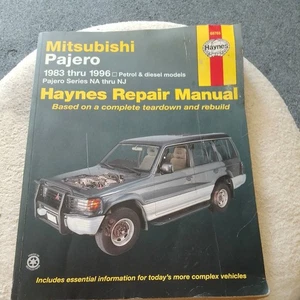 Mitsubishi
Pajero
1983 thru 1996 □ Petrol & diesel models
Pajero Series NA thru NJ
Haynes
Haynes Repair Manual
Based on a complete teardown and rebuild
Includes essential information for today's more complex vehicles